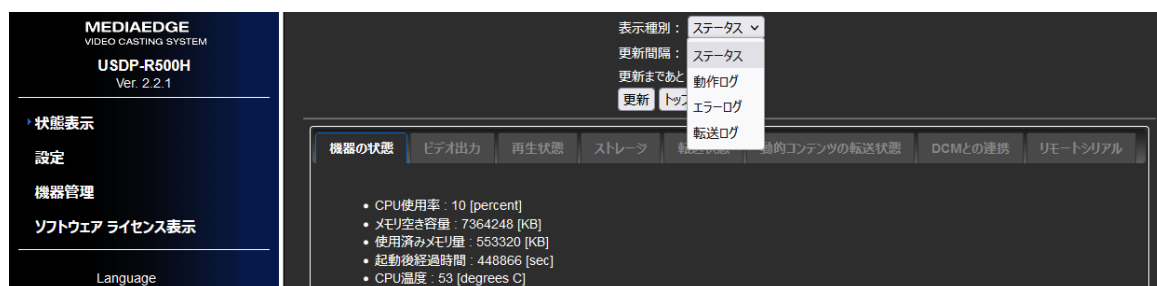 MEDIAEDGE
VIDEO CASTING SYSTEM
USDP-R500H
Ver. 2.2.1
状態表示
設定
機器管理
ソフトウェア ライセンス表示
Language
表示種別： ステータス
更新間隔：
更新まであと
更新 トップ
ステータス
動作ログ
エラーログ
転送ログ
機器の状態 ビデオ出力 再生状態 ストレージ 動的コンテンツの転送状態 DCMとの連携 リモートシリアル
• CPU使用率 : 10 [percent]
• メモリ空き容量 : 7364248 [KB]
• 使用済みメモリ量 : 553320 [KB]
• 起動後経過時間 : 448866 [sec]
• CPU温度 : 53 [degrees C]